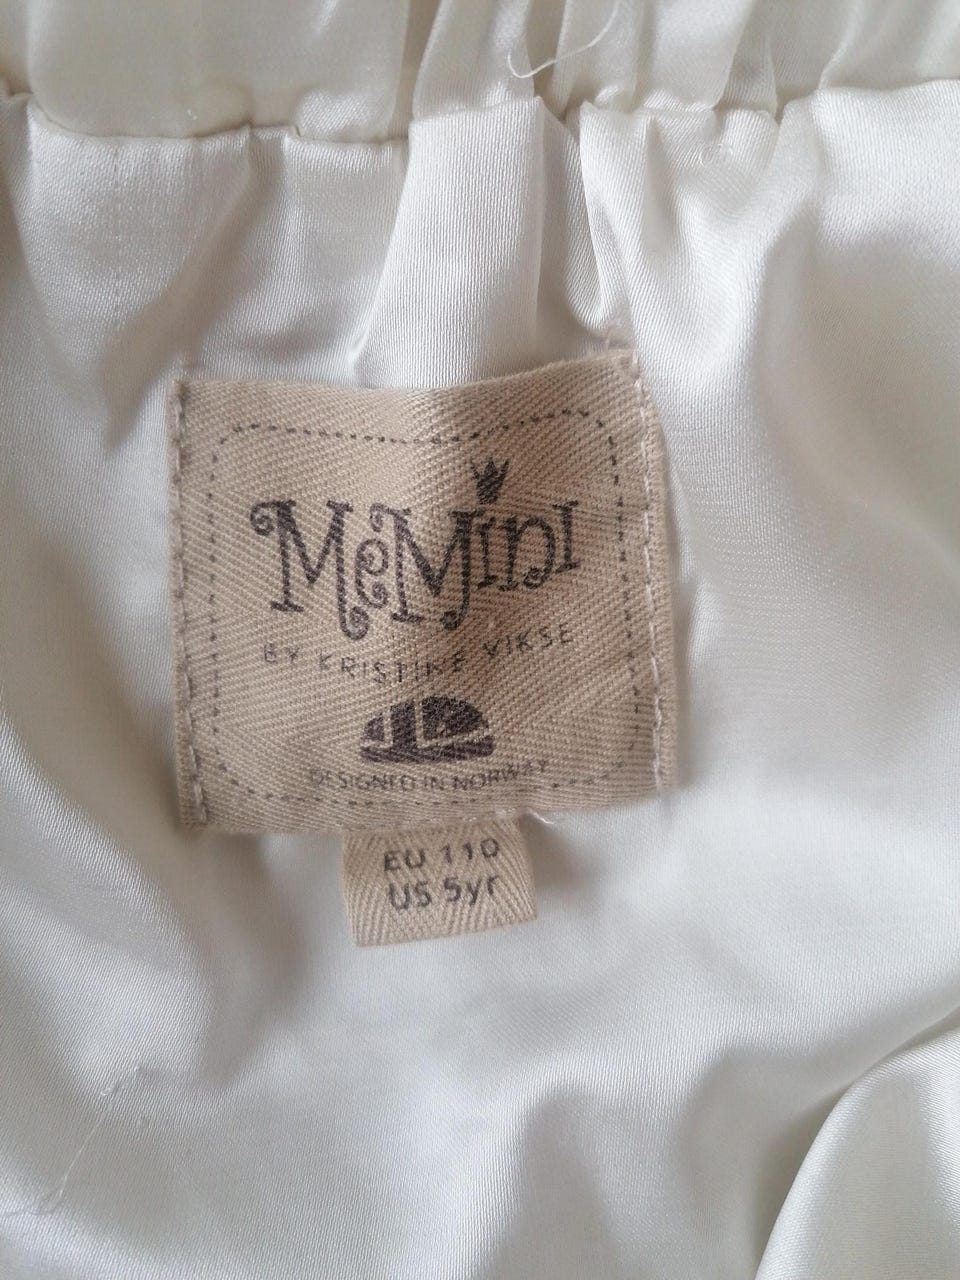 MeMini
BY KRISTINE VIKSE
DESIGNED IN NORWAY
EU 110
US 5yr